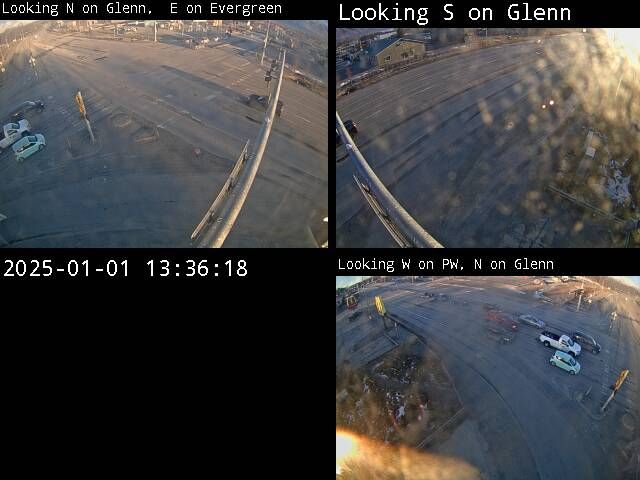 Looking N on Glenn,  E on Evergreen
Looking S on Glenn
2025-01-01 13:36:18
Looking W on PW, N on Glenn